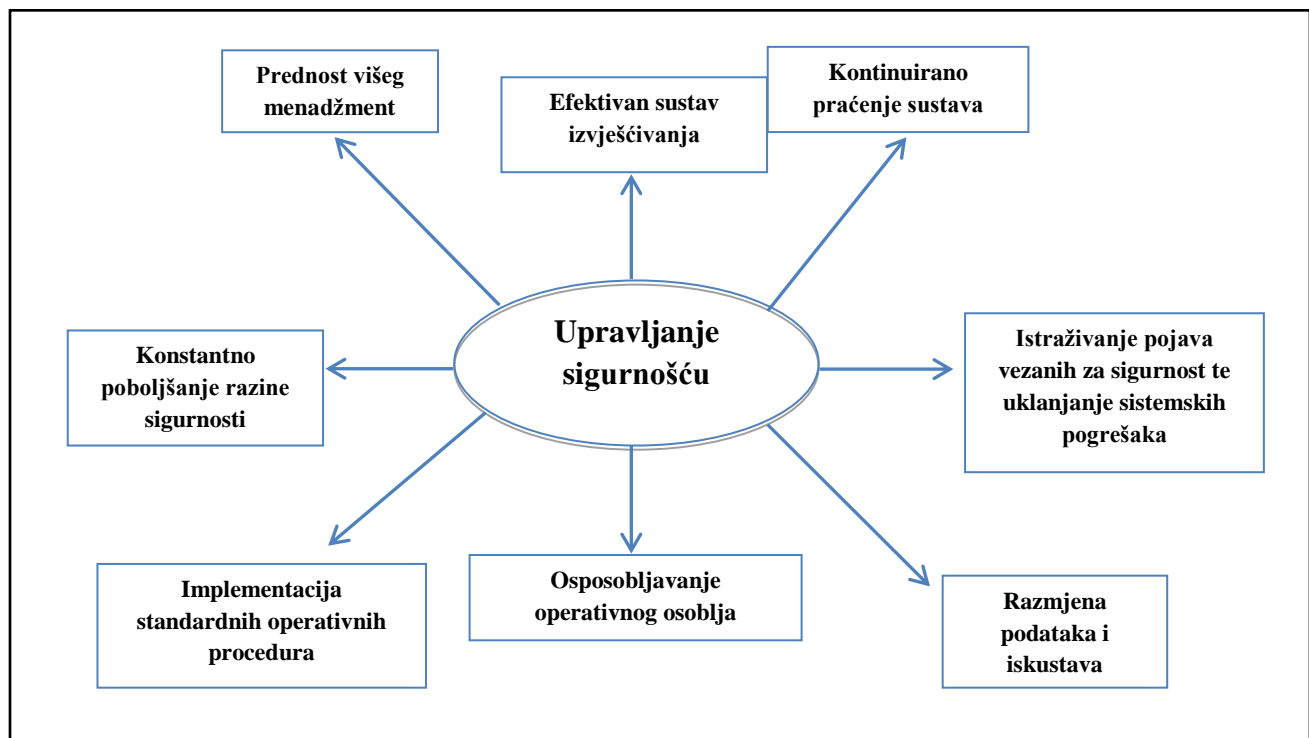 Prednost višeg
menadžment
Efektivan sustav
izvješćivanja
Kontinuirano
praćenje sustava
Upravljanje
sigurnošću
Konstantno
poboljšanje razine
sigurnosti
Istraživanje pojava
vezanih za sigurnost te
uklanjanje sistemskih
pogrešaka
Implementacija
standardnih operativnih
procedura
Osposobljavanje
operativnog osoblja
Razmjena
podataka i
iskustava